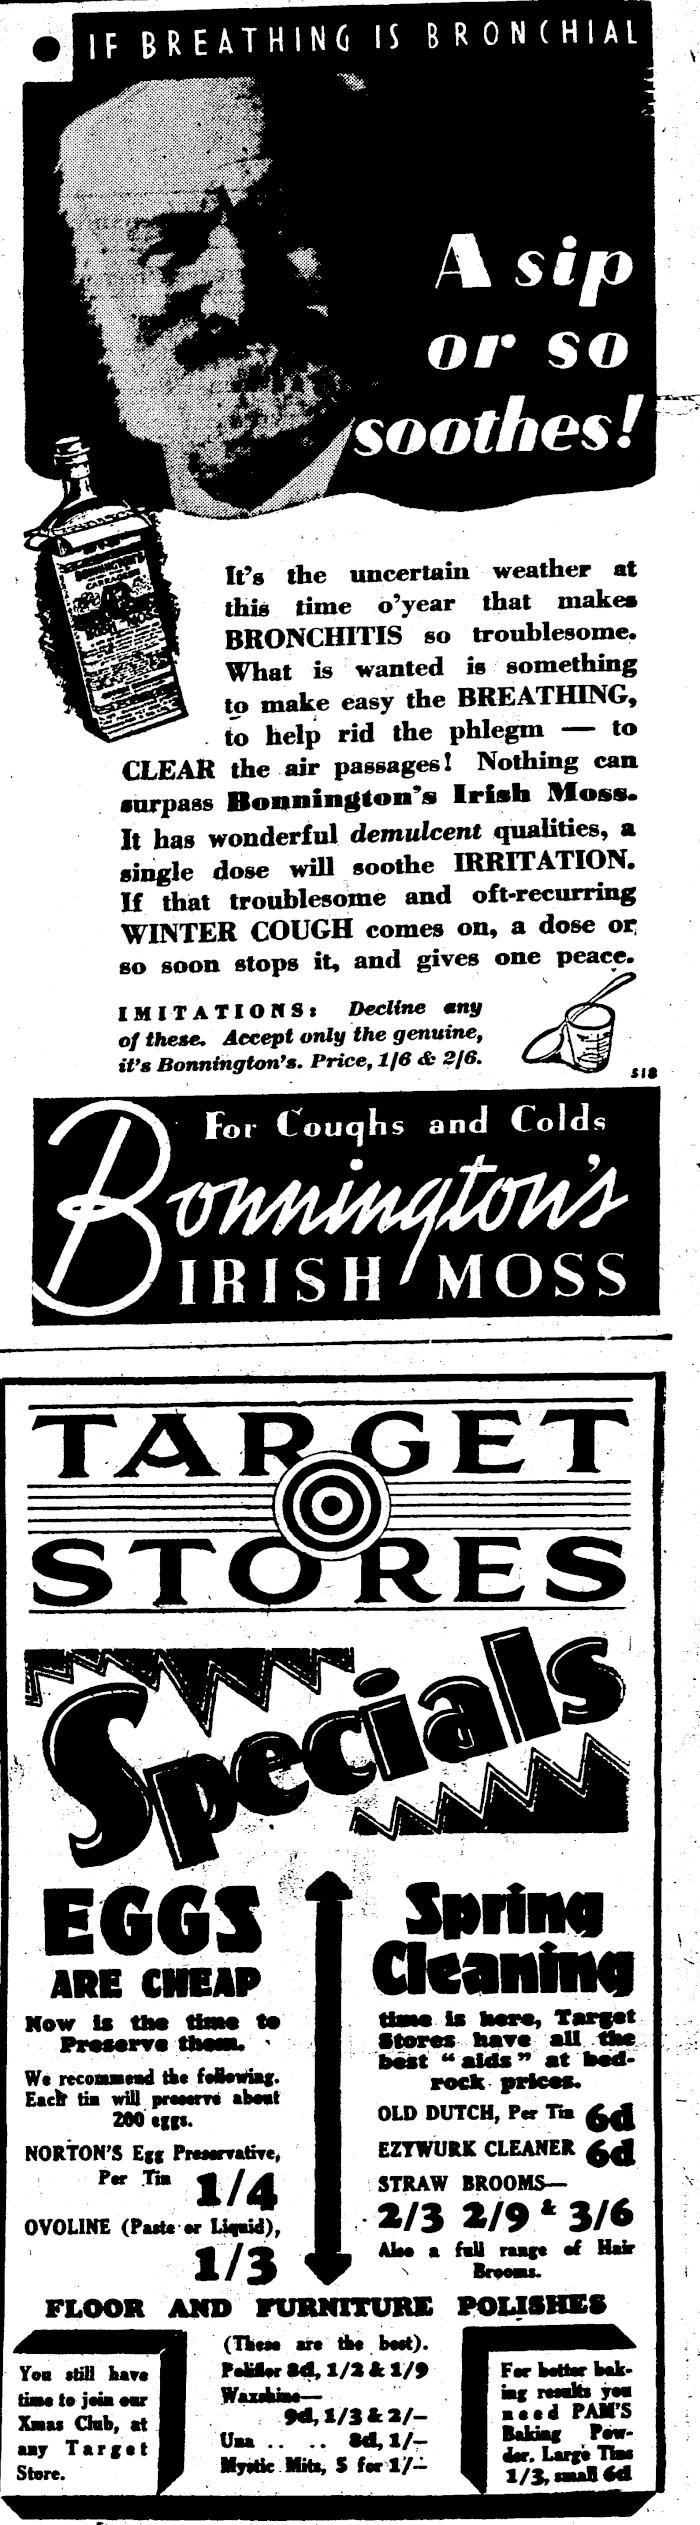 IF BREATHING IS BRONCHIAL
A sip
or so
soothes!
BONNINGTON'S
CARRAGEEN
IRISH MOSS
It's the uncertain weather at
this time o'year that makes
BRONCHITIS so troublesome.
What is wanted is something
to make easy the BREATHING,
to help rid the phlegm — to
CLEAR the air passages! Nothing can
surpass Bonnington's Irish Moss.
It has wonderful demulcent qualities, a
single dose will soothe IRRITATION.
If that troublesome and oft-recurring
WINTER COUGH comes on, a dose or
so soon stops it, and gives one peace.
IMITATIONS: Decline any
of these. Accept only the genuine,
it's Bonnington's. Price, 1/6 & 2/6.
518
For Coughs and Colds
Bonnington's
IRISH MOSS
TARGET
STORES
Specials
EGGS
ARE CHEAP
Now is the time to
Preserve them.
We recommend the following.
Each tin will preserve about
200 eggs.
NORTON'S Egg Preservative,
Per Tin 1/4
OVOLINE (Paste or Liquid),
1/3
Spring
Cleaning
time is here, Target
Stores have all the
best "aids" at bed-
rock prices.
OLD DUTCH, Per Tin 6d
EZYWURK CLEANER 6d
STRAW BROOMS—
2/3 2/9 & 3/6
Also a full range of Hair
Brooms.
FLOOR AND FURNITURE POLISHES
You still have
time to join our
Xmas Club, at
any Target
Store.
(These are the best).
Poliflor 8d, 1/2 & 1/9
Waxshine—
9d, 1/3 & 2/–
Una .. .. 8d, 1/–
Mystic Mits, 5 for 1/–
For better bak-
ing results you
need PAM'S
Baking Pow-
der. Large Tins
1/3, small 6d